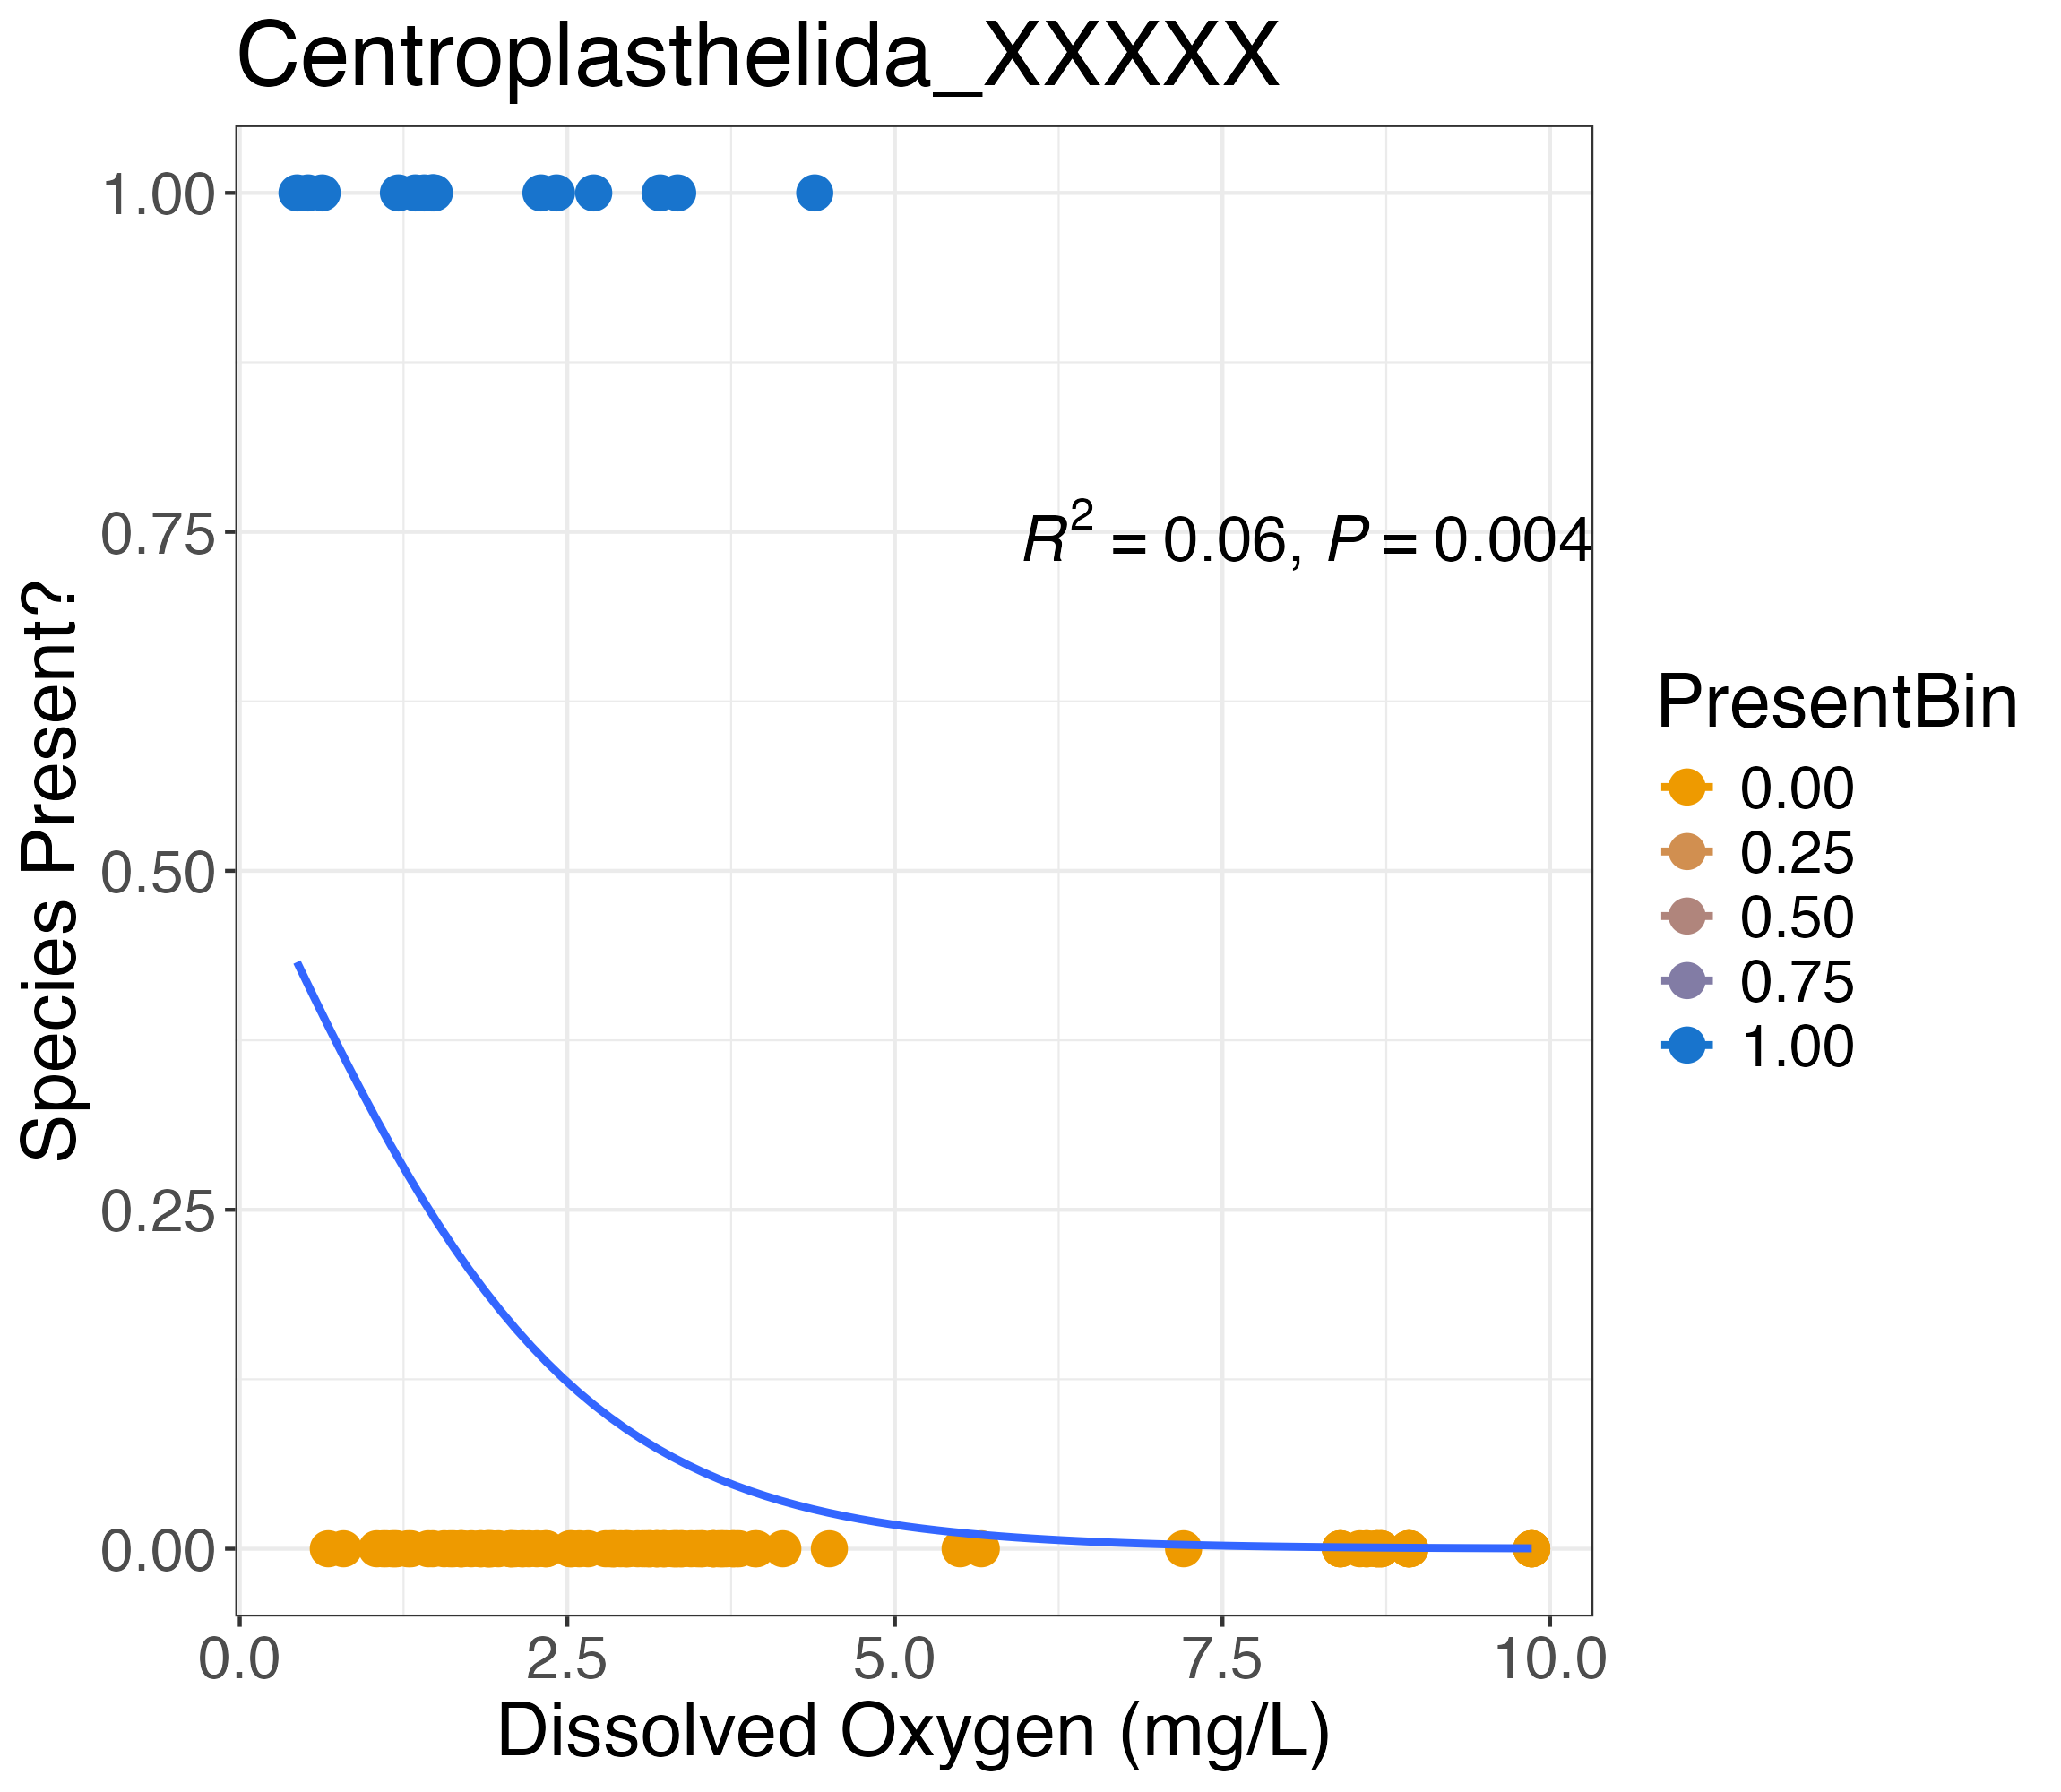 Centroplasthelida_XXXXX
1.00
0.75
0.50
0.25
0.00
Species Present?
R² = 0.06, P = 0.004
0.0 2.5 5.0 7.5 10.0
Dissolved Oxygen (mg/L)
PresentBin
0.00
0.25
0.50
0.75
1.00